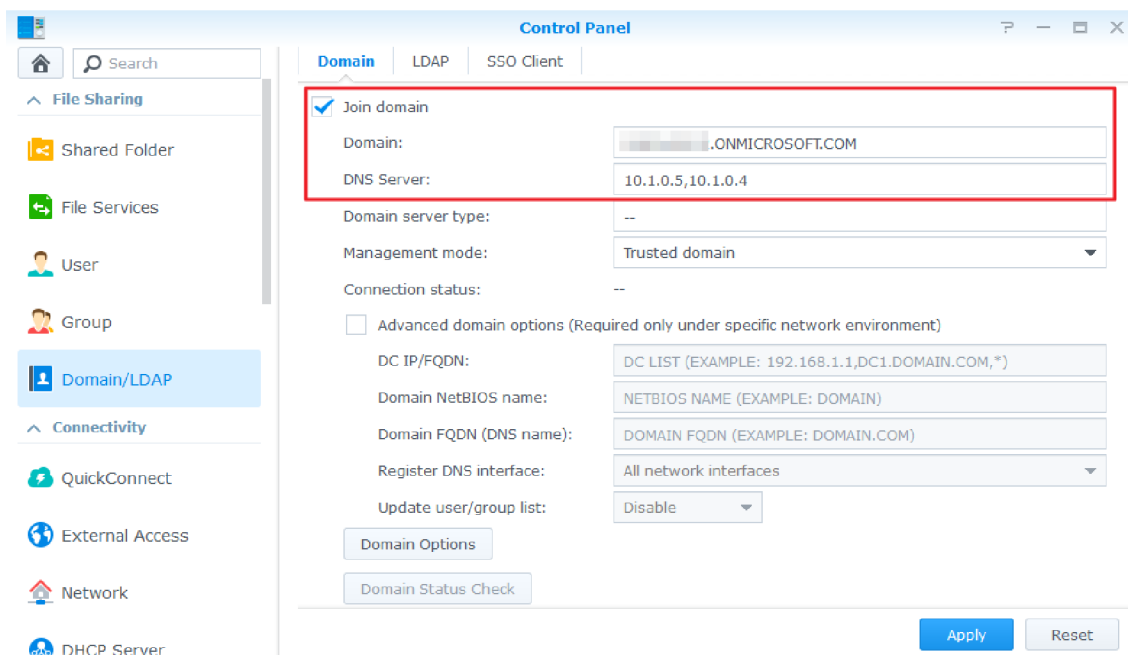 Control Panel
Search
File Sharing
Shared Folder
File Services
User
Group
Domain/LDAP
Connectivity
QuickConnect
External Access
Network
DHCP Server
Domain LDAP SSO Client
Join domain
Domain: .ONMICROSOFT.COM
DNS Server: 10.1.0.5,10.1.0.4
Domain server type: --
Management mode: Trusted domain
Connection status: --
Advanced domain options (Required only under specific network environment)
DC IP/FQDN: DC LIST (EXAMPLE: 192.168.1.1,DC1.DOMAIN.COM,*)
Domain NetBIOS name: NETBIOS NAME (EXAMPLE: DOMAIN)
Domain FQDN (DNS name): DOMAIN FQDN (EXAMPLE: DOMAIN.COM)
Register DNS interface: All network interfaces
Update user/group list: Disable
Domain Options
Domain Status Check
Apply Reset